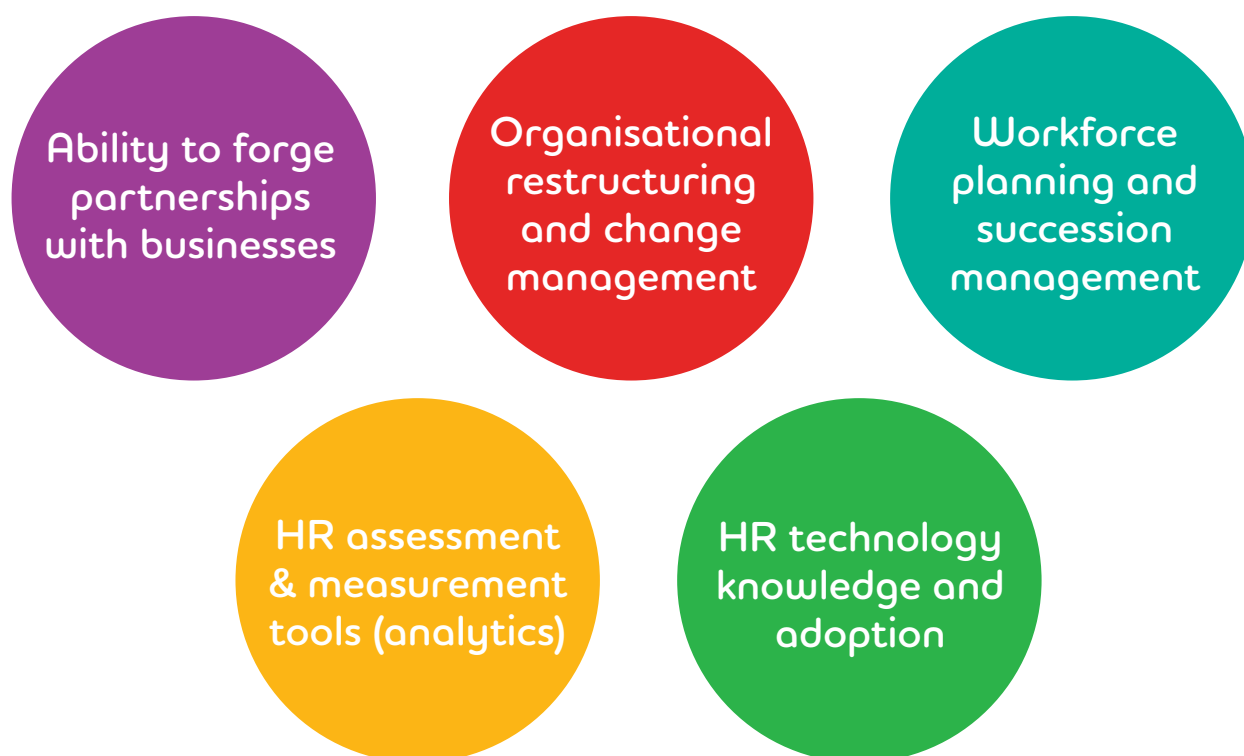 Ability to forge
partnerships
with businesses
Organisational
restructuring
and change
management
Workforce
planning and
succession
management
HR assessment
& measurement
tools (analytics)
HR technology
knowledge and
adoption